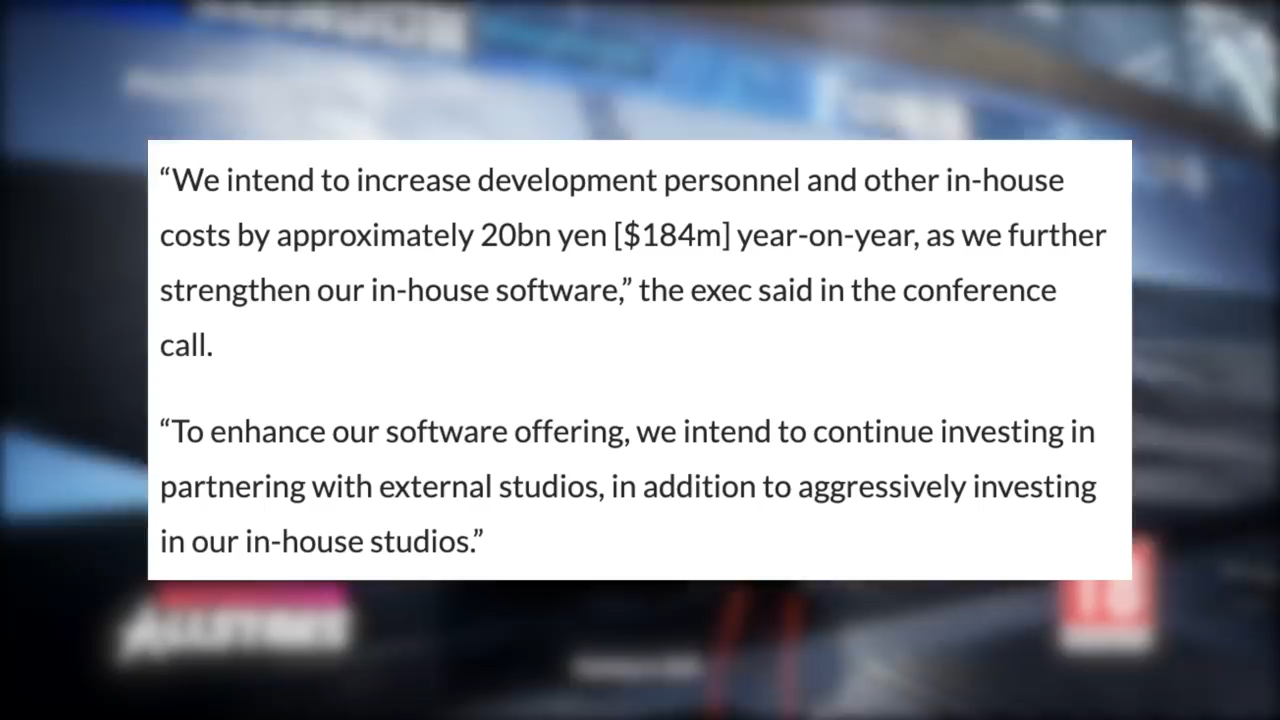 “We intend to increase development personnel and other in-house
costs by approximately 20bn yen [$184m] year-on-year, as we further
strengthen our in-house software,” the exec said in the conference
call.
“To enhance our software offering, we intend to continue investing in
partnering with external studios, in addition to aggressively investing
in our in-house studios.”